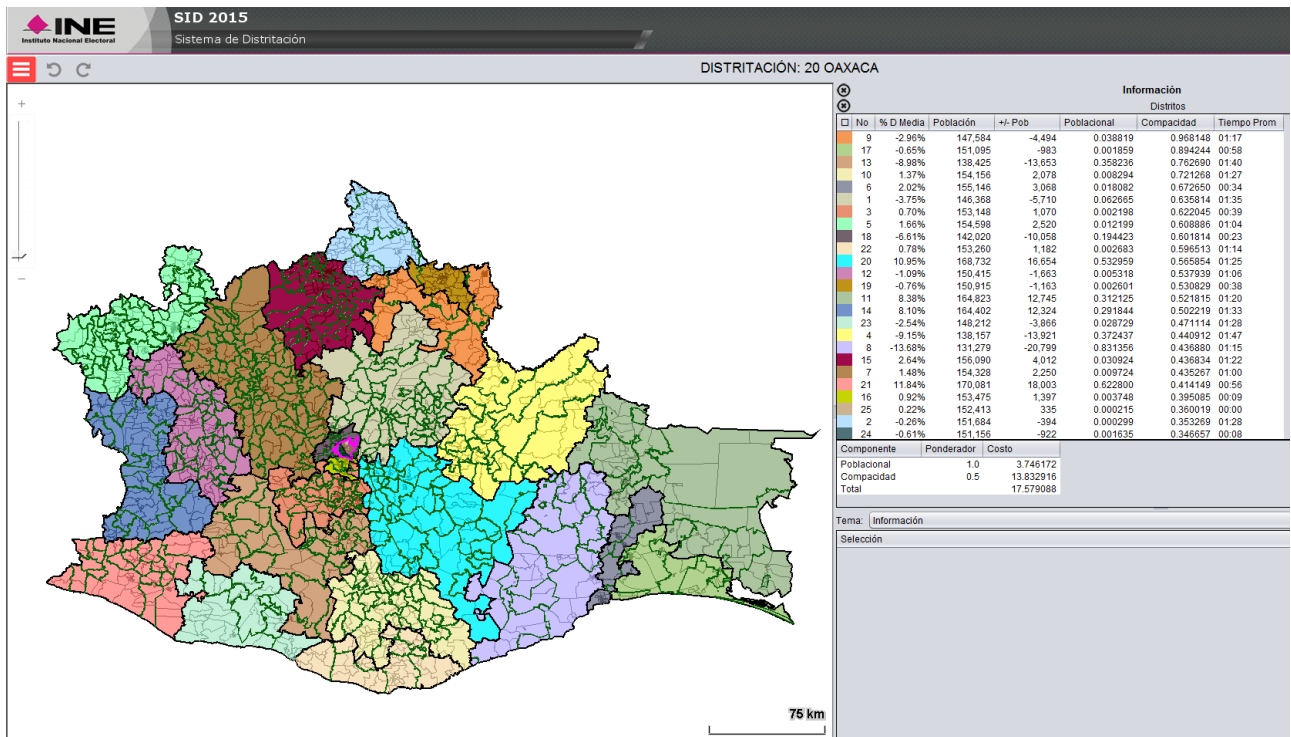 INE
Instituto Nacional Electoral
SID 2015
Sistema de Distritación
DISTRITACIÓN: 20 OAXACA
Información
Distritos
No % D Media Población +/- Pob Poblacional Compacidad Tiempo Prom
9 -2.96% 147,584 -4,494 0.038819 0.968148 01:17
17 -0.65% 151,095 -983 0.001859 0.894244 00:58
13 -8.98% 138,425 -13,653 0.358236 0.762690 01:40
10 1.37% 154,156 2,078 0.008294 0.721268 01:27
6 2.02% 155,146 3,068 0.018082 0.672650 00:34
1 -3.75% 146,368 -5,710 0.062665 0.635814 01:35
3 0.70% 153,148 1,070 0.002198 0.622045 00:39
5 1.66% 154,598 2,520 0.012199 0.608886 01:04
18 -6.61% 142,020 -10,058 0.194423 0.601814 00:23
22 0.78% 153,260 1,182 0.002683 0.596513 01:14
20 10.95% 168,732 16,654 0.532959 0.565854 01:25
12 -1.09% 150,415 -1,663 0.005318 0.537939 01:06
19 -0.76% 150,915 -1,163 0.002601 0.530829 00:38
11 8.38% 164,823 12,745 0.312125 0.521815 01:20
14 8.10% 164,402 12,324 0.291844 0.502219 01:33
23 -2.54% 148,212 -3,866 0.028729 0.471114 01:28
4 -9.15% 138,157 -13,921 0.372437 0.440912 01:47
8 -13.68% 131,279 -20,799 0.831356 0.436880 01:15
15 2.64% 156,090 4,012 0.030924 0.436834 01:22
7 1.48% 154,328 2,250 0.009724 0.435267 01:00
21 11.84% 170,081 18,003 0.622800 0.414149 00:56
16 0.92% 153,475 1,397 0.003748 0.395085 00:09
25 0.22% 152,413 335 0.000215 0.360019 00:00
2 -0.26% 151,684 -394 0.000299 0.353269 01:28
24 -0.61% 151,156 -922 0.001635 0.346657 00:08
Componente Ponderador Costo
Poblacional 1.0 3.746172
Compacidad 0.5 13.832916
Total 17.579088
Tema: Información
Selección
75 km